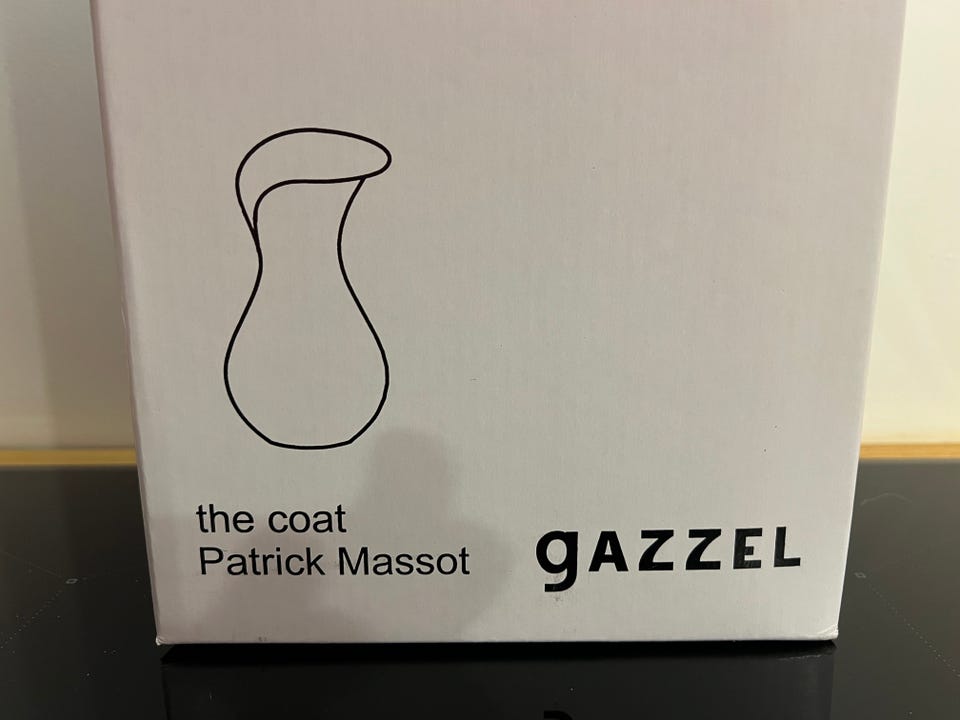 the coat
Patrick Massot
gAZZEL